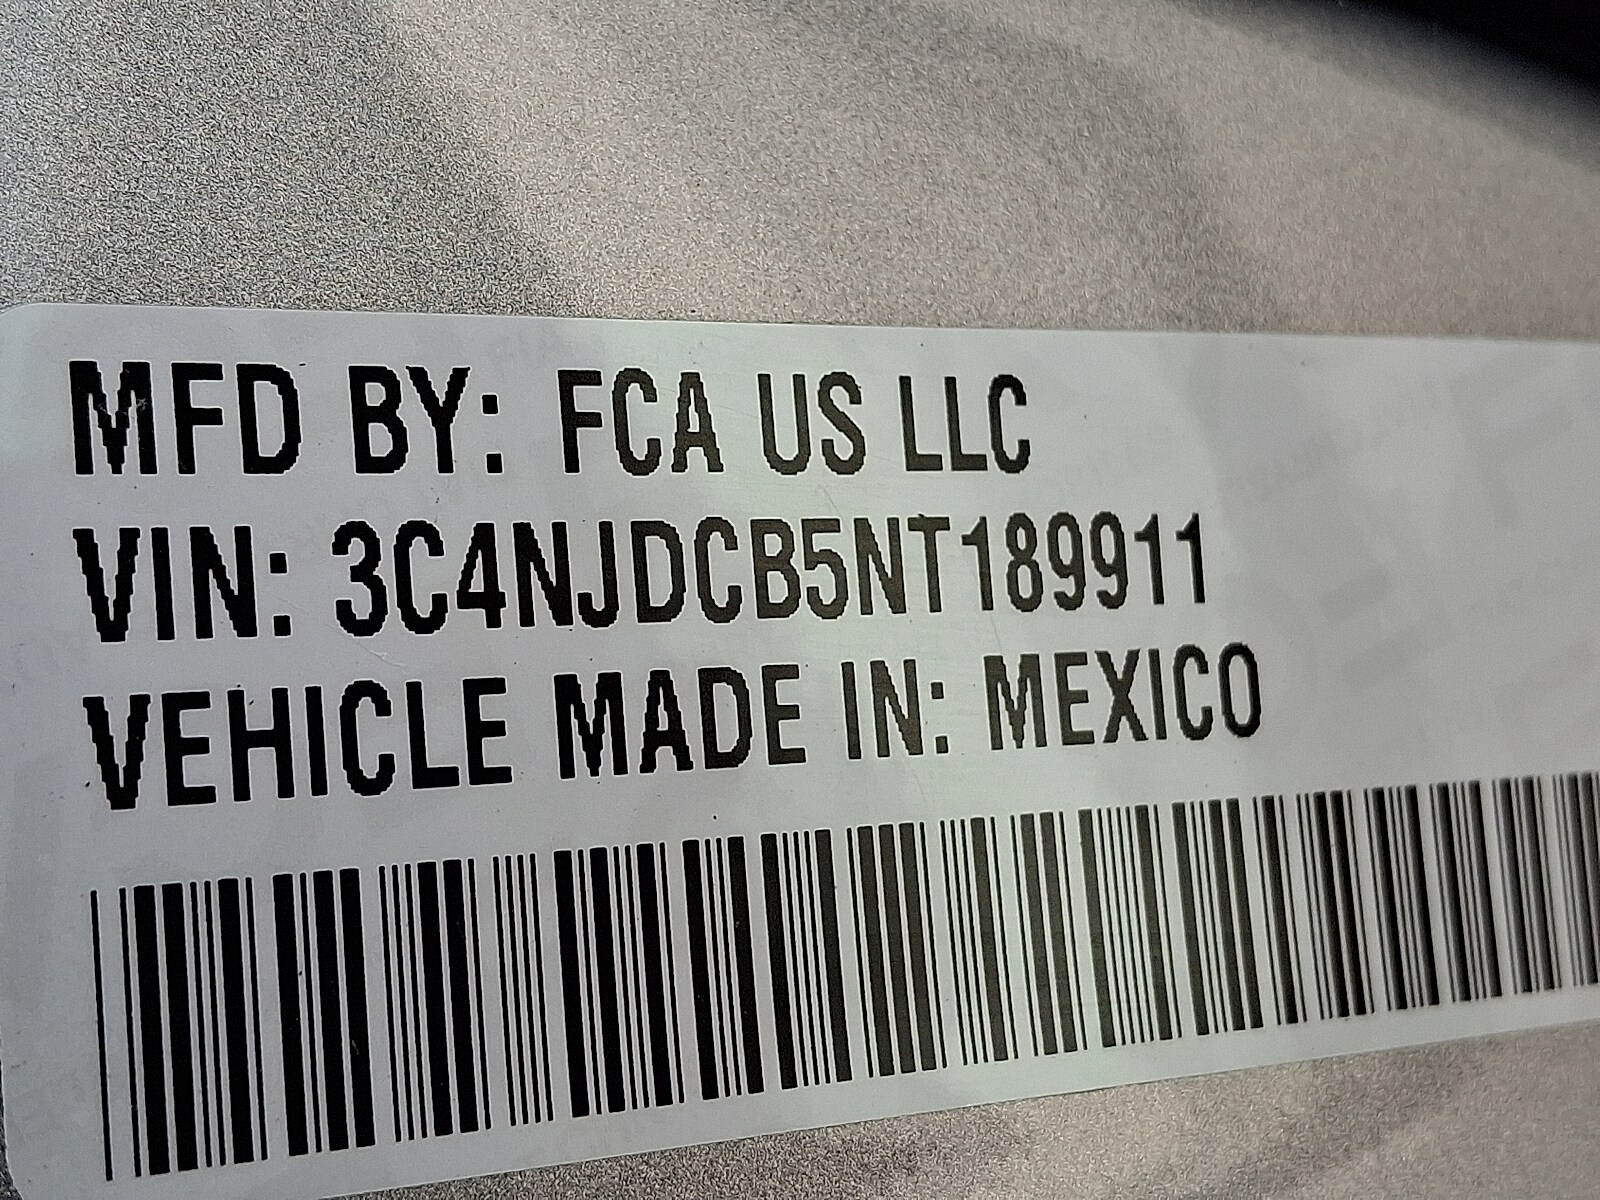 MFD BY: FCA US LLC
VIN: 3C4NJDCB5NT189911
VEHICLE MADE IN: MEXICO